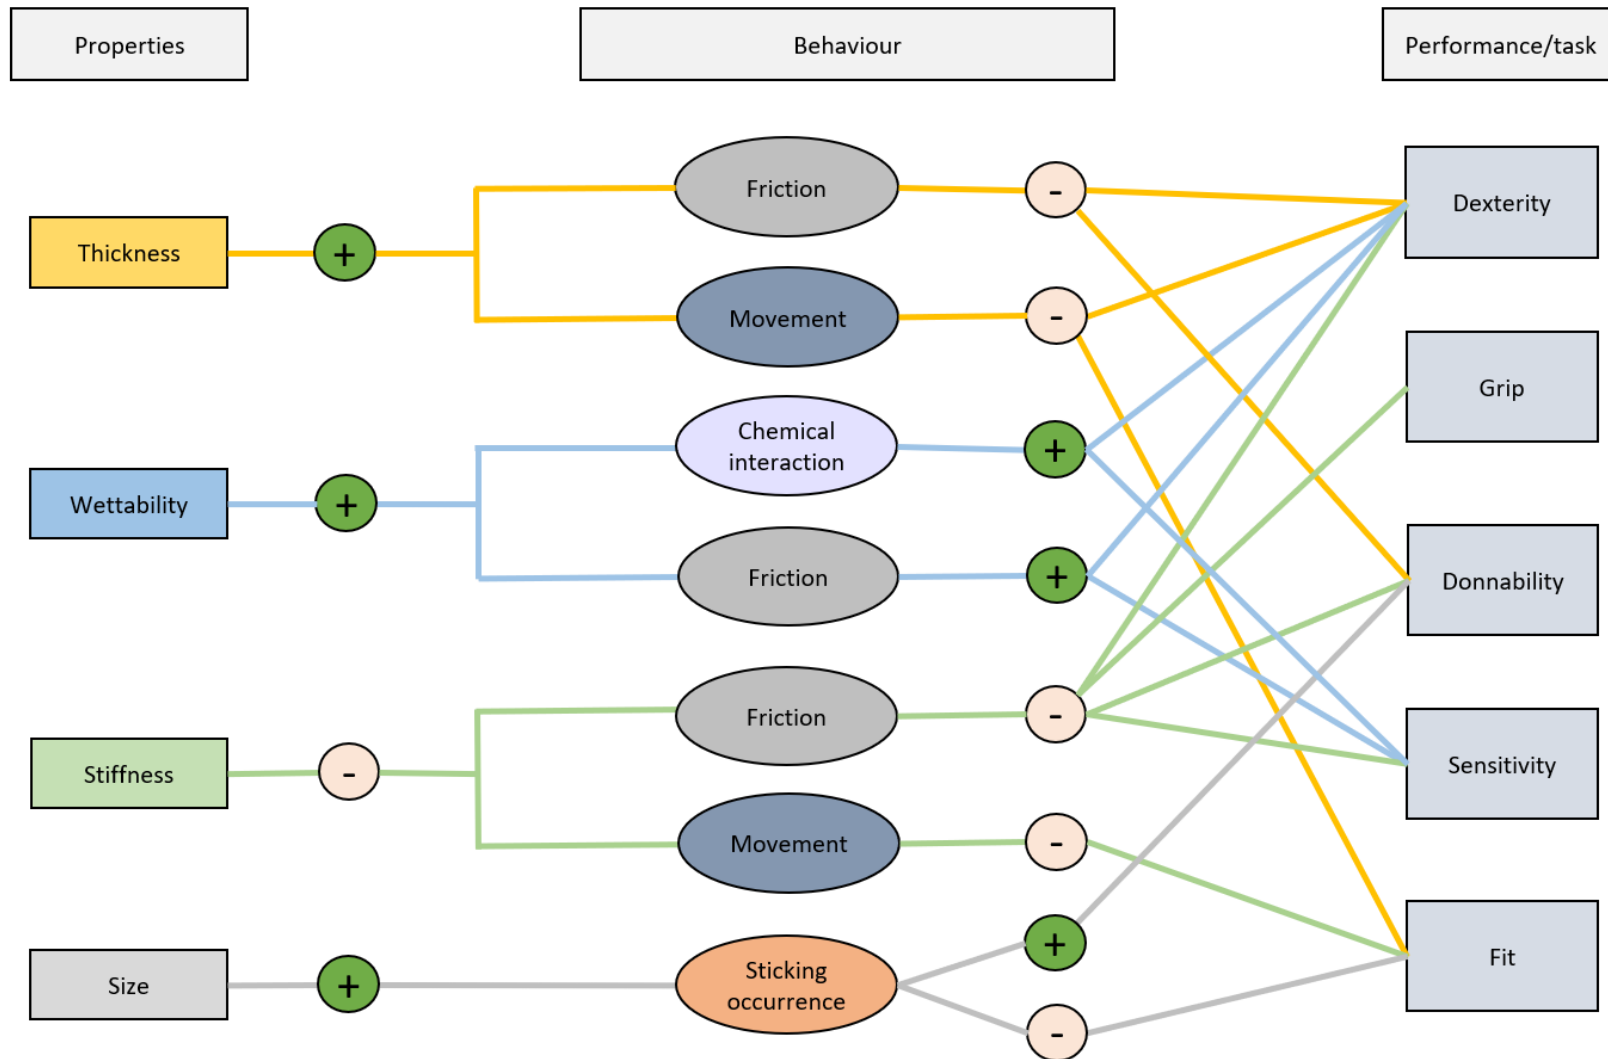 Properties
Behaviour
Performance/task
Friction
-
Dexterity
Thickness
+
Movement
-
Grip
Chemical
interaction
+
Wettability
+
Friction
+
Donnability
Friction
-
Sensitivity
Stiffness
-
Movement
-
+
Fit
Size
+
Sticking
occurrence
-